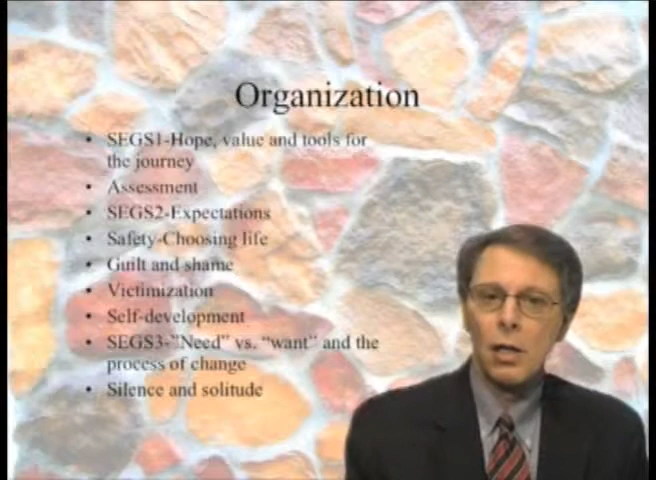 Organization
• SEGS1-Hope, value and tools for
the journey
• Assessment
• SEGS2-Expectations
• Safety-Choosing life
• Guilt and shame
• Victimization
• Self-development
• SEGS3-"Need" vs. "want" and the
process of change
• Silence and solitude